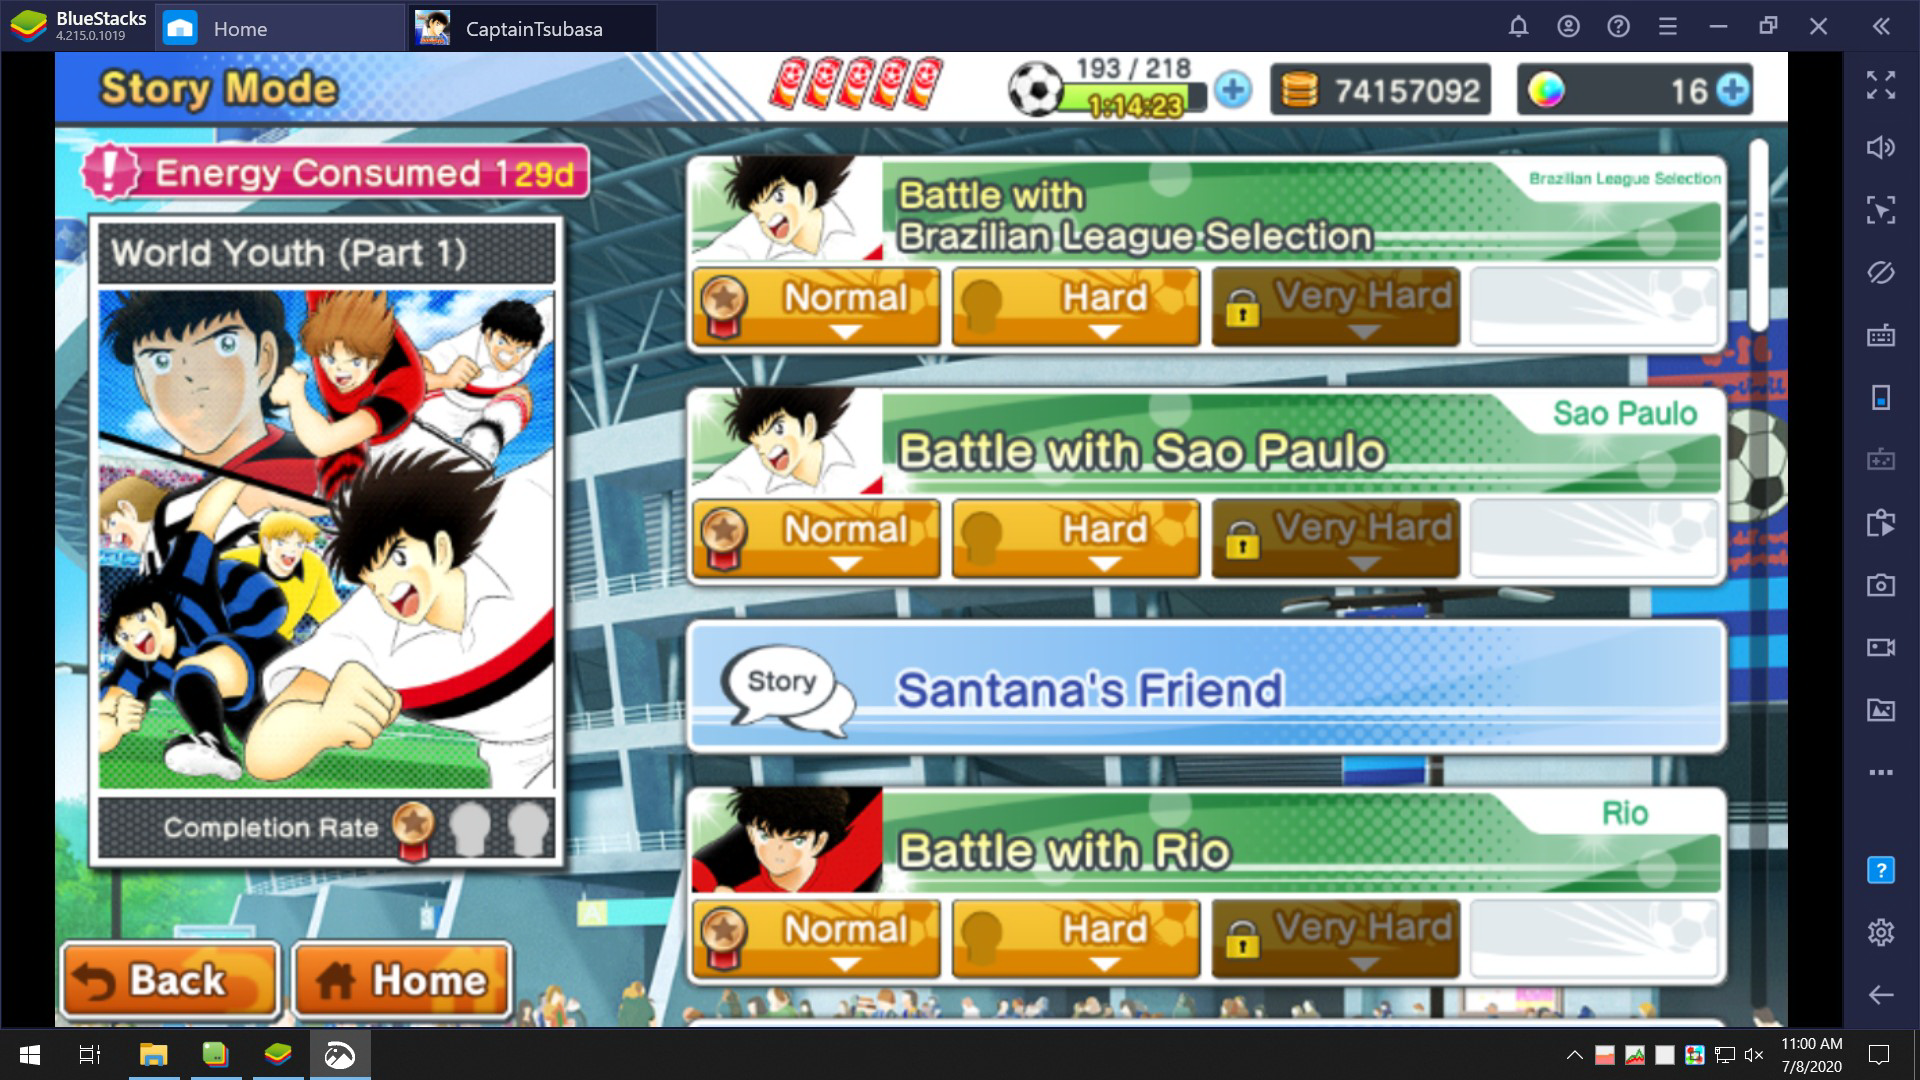 BlueStacks
4.215.0.1019
Home
CaptainTsubasa
Story Mode
193 / 218
1:14:23
74157092
16
Energy Consumed 1 29d
World Youth (Part 1)
Completion Rate
Back
Home
Brazilian League Selection
Battle with
Brazilian League Selection
Normal
Hard
Very Hard
Sao Paulo
Battle with Sao Paulo
Normal
Hard
Very Hard
Story
Santana's Friend
Rio
Battle with Rio
Normal
Hard
Very Hard
11:00 AM
7/8/2020